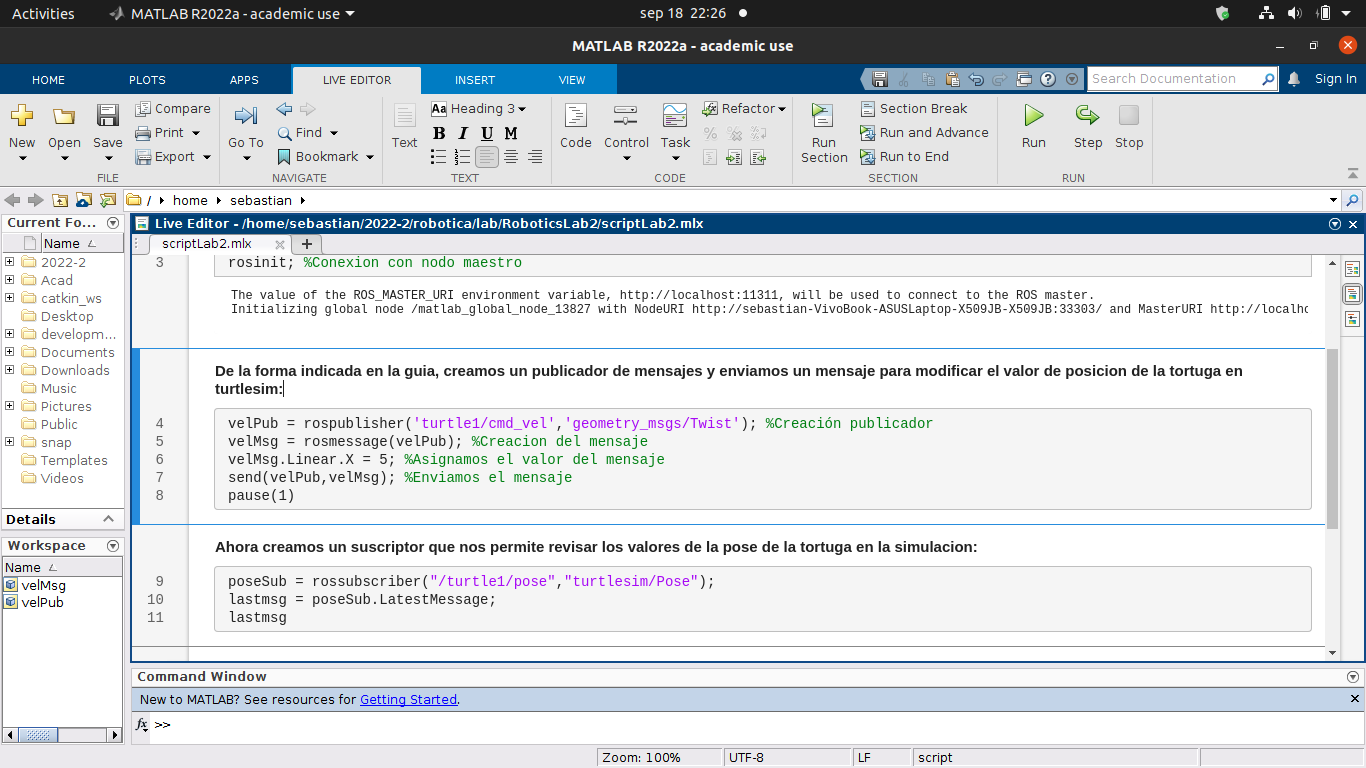 Activities
MATLAB R2022a - academic use
sep 18 22:26
MATLAB R2022a - academic use
HOME PLOTS APPS LIVE EDITOR INSERT VIEW
Search Documentation
Sign In
New Open Save
Compare
Print
Export
FILE
Go To
Find
Bookmark
NAVIGATE
Text
Aa Heading 3
B I U M
TEXT
Code Control Task
Refactor
CODE
Run Section
Section Break
Run and Advance
Run to End
SECTION
Run Step Stop
RUN
/ home sebastian
Current Fo...
Name
2022-2
Acad
catkin_ws
Desktop
developm...
Documents
Downloads
Music
Pictures
Public
snap
Templates
Videos
Details
Workspace
Name
velMsg
velPub
Live Editor - /home/sebastian/2022-2/robotica/lab/RoboticsLab2/scriptLab2.mlx
scriptLab2.mlx
3 rosinit; %Conexion con nodo maestro
The value of the ROS_MASTER_URI environment variable, http://localhost:11311, will be used to connect to the ROS master.
Initializing global node /matlab_global_node_13827 with NodeURI http://sebastian-VivoBook-ASUSLaptop-X509JB-X509JB:33303/ and MasterURI http://localho
De la forma indicada en la guia, creamos un publicador de mensajes y enviamos un mensaje para modificar el valor de posicion de la tortuga en
turtlesim:
4 velPub = rospublisher('turtle1/cmd_vel','geometry_msgs/Twist'); %Creación publicador
5 velMsg = rosmessage(velPub); %Creacion del mensaje
6 velMsg.Linear.X = 5; %Asignamos el valor del mensaje
7 send(velPub,velMsg); %Enviamos el mensaje
8 pause(1)
Ahora creamos un suscriptor que nos permite revisar los valores de la pose de la tortuga en la simulacion:
9 poseSub = rossubscriber("/turtle1/pose","turtlesim/Pose");
10 lastmsg = poseSub.LatestMessage;
11 lastmsg
Command Window
New to MATLAB? See resources for Getting Started.
fx >>
Zoom: 100% UTF-8 LF script